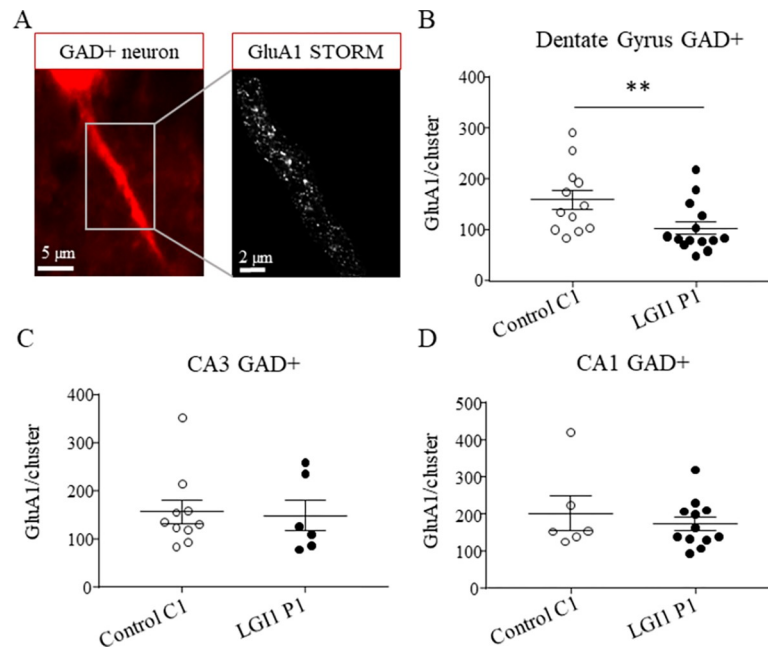 A
GAD+ neuron
GluA1 STORM
5 μm
2 μm
B
Dentate Gyrus GAD+
**
GluA1/cluster
400
300
200
100
0
Control C1
LGI1 P1
C
CA3 GAD+
GluA1/cluster
400
300
200
100
0
Control C1
LGI1 P1
D
CA1 GAD+
GluA1/cluster
500
400
300
200
100
0
Control C1
LGI1 P1